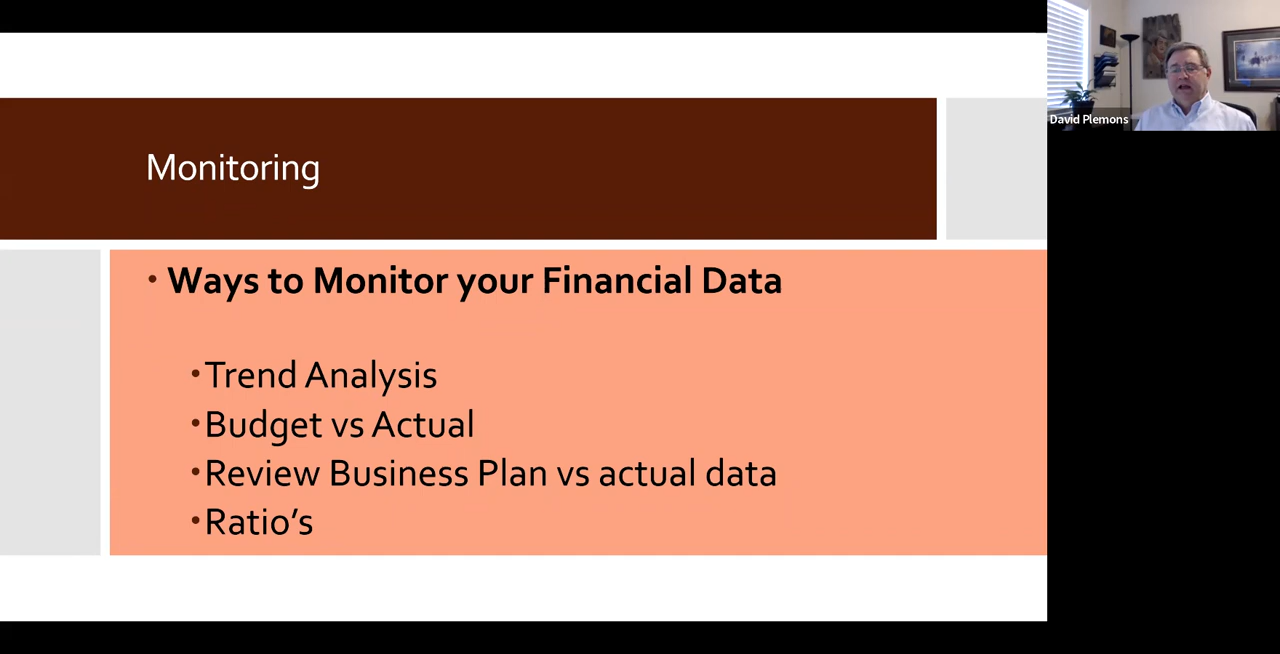 Monitoring
• Ways to Monitor your Financial Data
•Trend Analysis
•Budget vs Actual
•Review Business Plan vs actual data
•Ratio’s
David Plemons